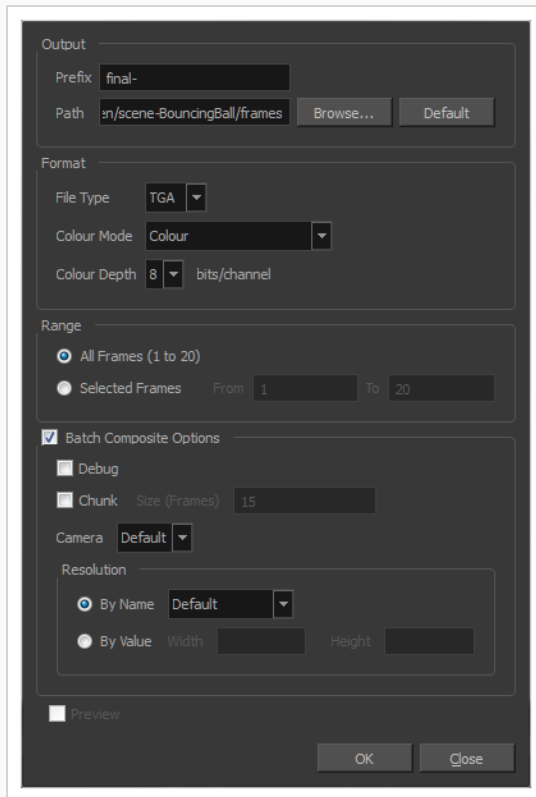 Output
Prefix final-
Path en/scene-BouncingBall/frames Browse... Default
Format
File Type TGA
Colour Mode Colour
Colour Depth 8 bits/channel
Range
All Frames (1 to 20)
Selected Frames From 1 To 20
Batch Composite Options
Debug
Chunk Size (Frames) 15
Camera Default
Resolution
By Name Default
By Value Width Height
Preview
OK Close